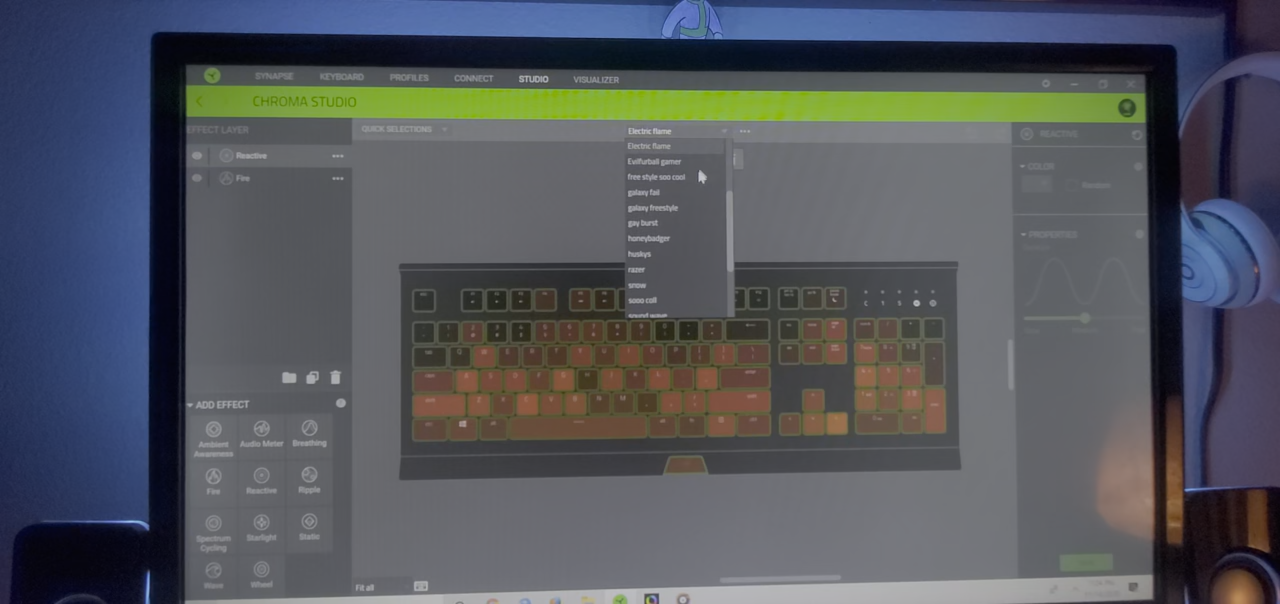 SYNAPSE KEYBOARD PROFILES CONNECT STUDIO VISUALIZER
CHROMA STUDIO
EFFECT LAYER
Reactive
Fire
ADD EFFECT
Ambient Awareness
Audio Meter
Breathing
Fire
Reactive
Ripple
Spectrum Cycling
Starlight
Static
Wave
Wheel
QUICK SELECTIONS
Electric flame
Electric flame
Evilfurball gamer
free style soo cool
galaxy fail
galaxy freestyle
gay burst
honeybadger
huskys
razer
snow
sooo coll
sound wave
Fit all
REACTIVE
COLOR
Random
PROPERTIES